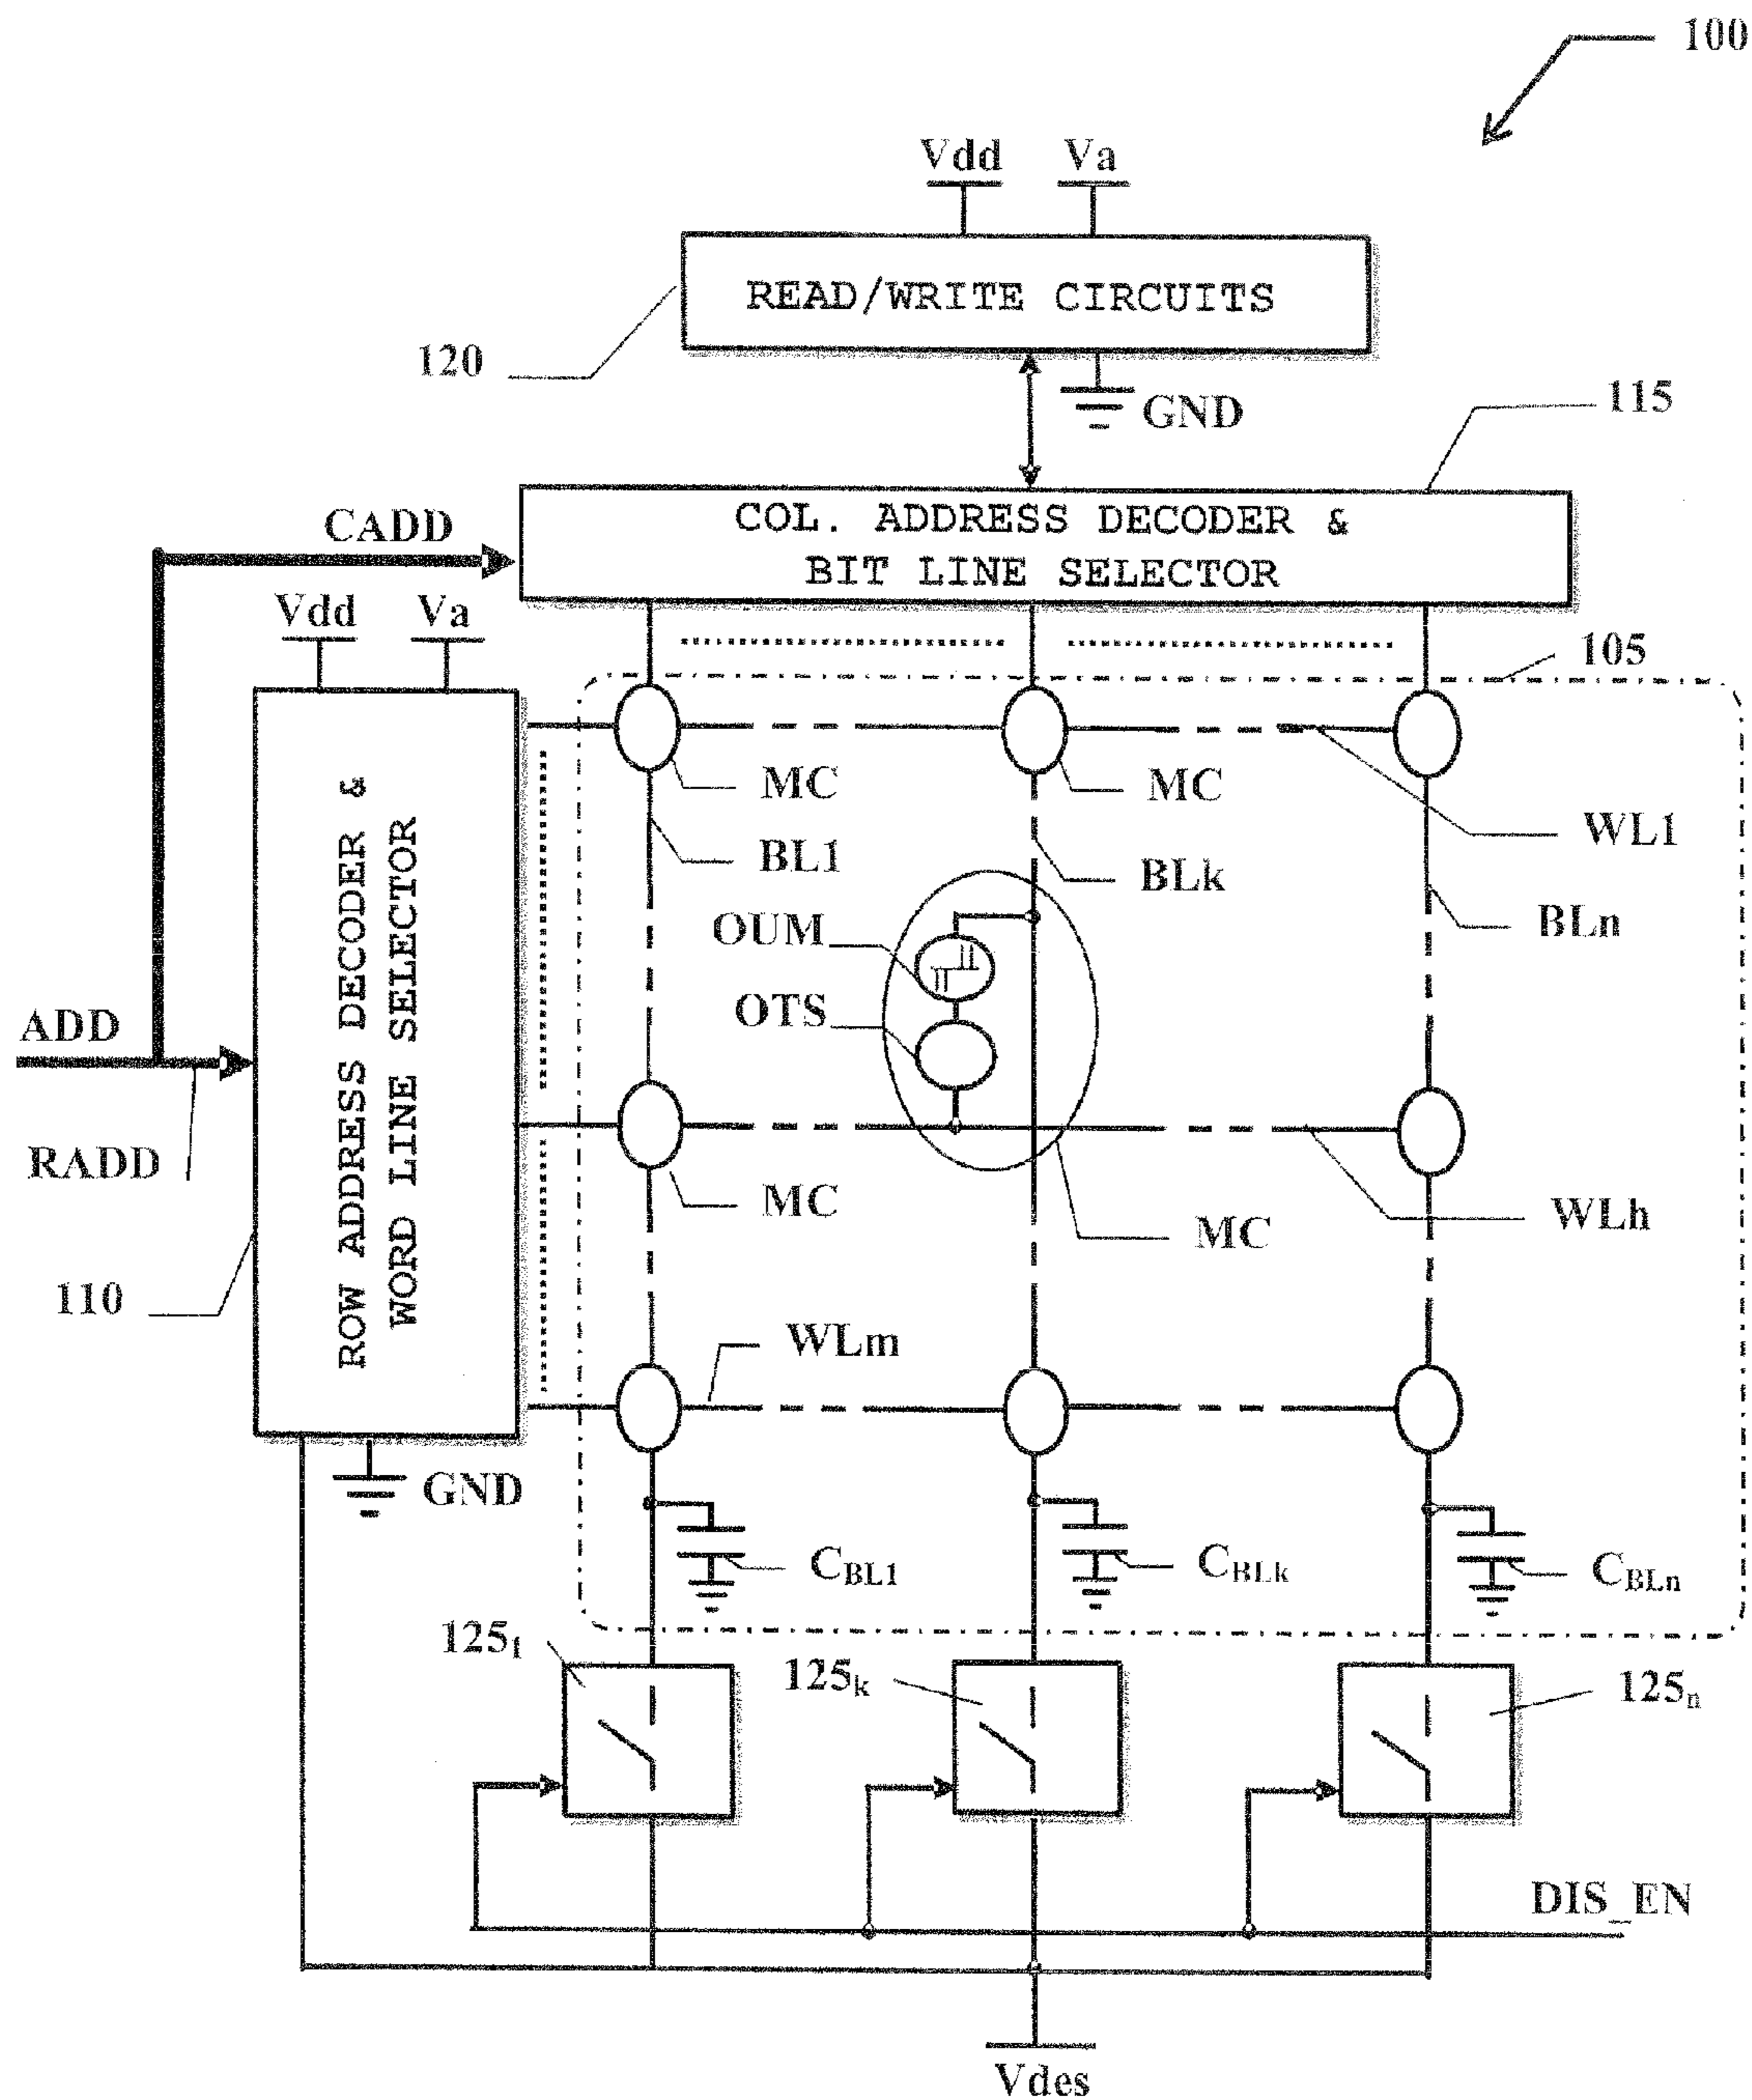 100
Vdd
Va
READ/WRITE CIRCUITS
120
GND
115
COL. ADDRESS DECODER &
BIT LINE SELECTOR
CADD
Vdd
Va
105
MC
MC
WL1
BL1
BLk
BLn
OUM
OTS
ADD
RADD
ROW ADDRESS DECODER &
WORD LINE SELECTOR
MC
MC
WLh
110
WLm
GND
CBL1
CBLk
CBLn
1251
125k
125n
DIS_EN
Vdes